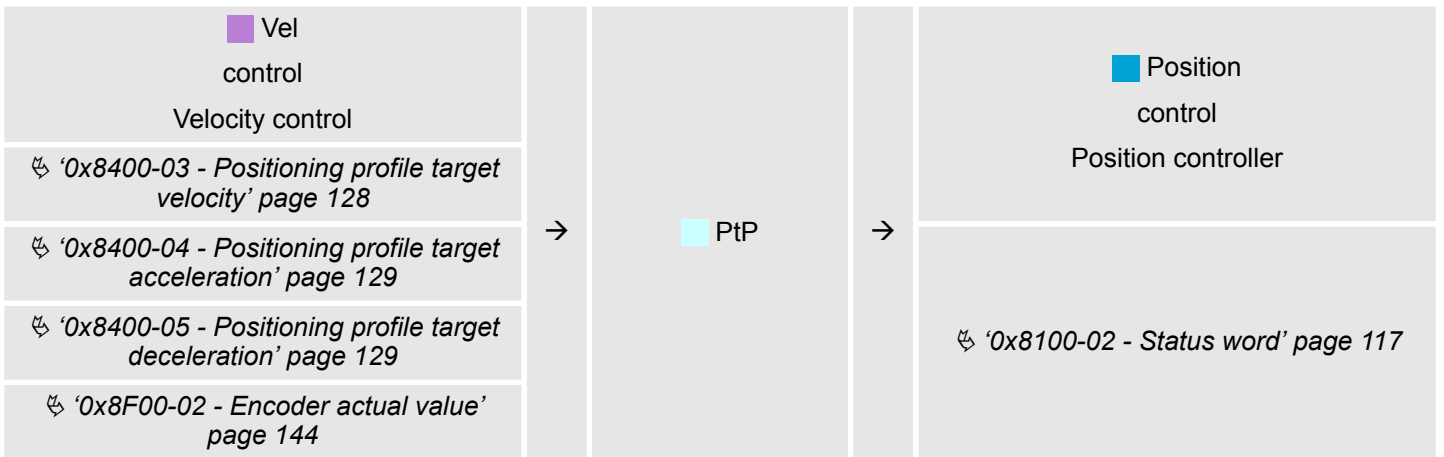 Vel
control
Velocity control
↳ ‘0x8400-03 - Positioning profile target
velocity’ page 128
↳ ‘0x8400-04 - Positioning profile target
acceleration’ page 129
↳ ‘0x8400-05 - Positioning profile target
deceleration’ page 129
↳ ‘0x8F00-02 - Encoder actual value’
page 144
→
PtP
→
Position
control
Position controller
↳ ‘0x8100-02 - Status word’ page 117